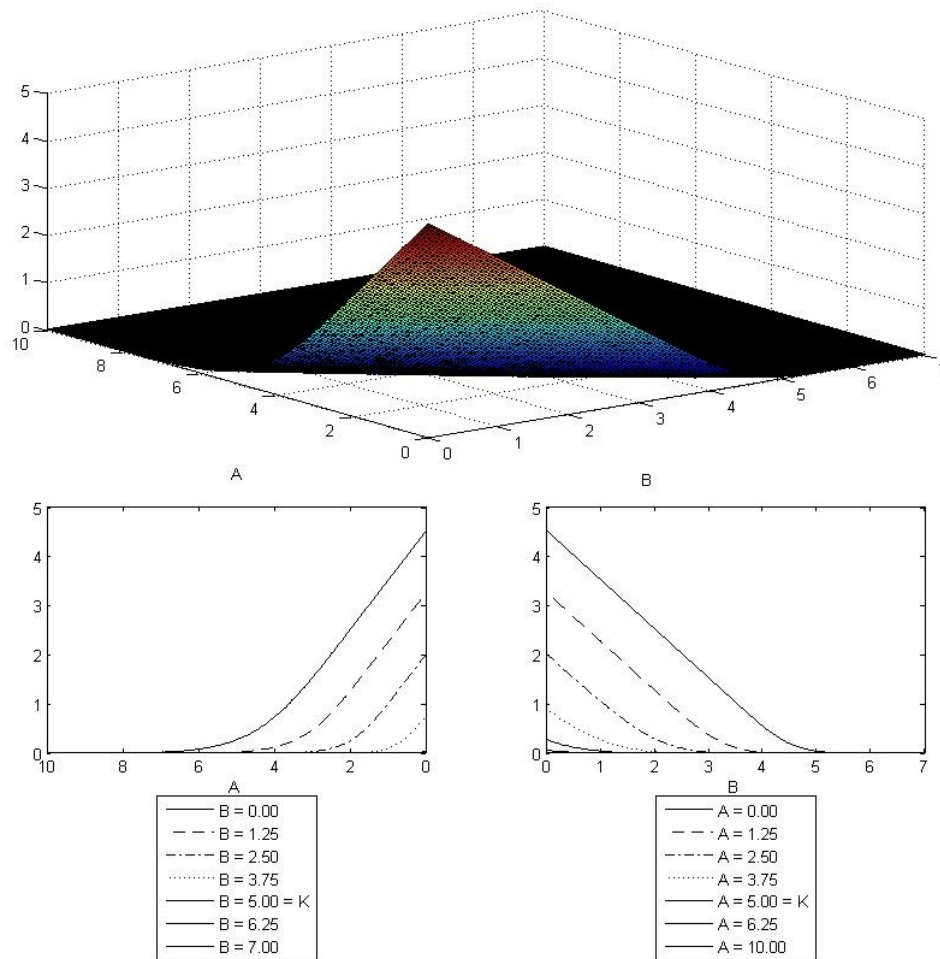 5
4
3
2
1
0
10 8 6 4 2 0
0 1 2 3 4 5 6
A B
5
4
3
2
1
0
10 8 6 4 2 0
A
5
4
3
2
1
0
0 1 2 3 4 5 6 7
B
B = 0.00
B = 1.25
B = 2.50
B = 3.75
B = 5.00 = K
B = 6.25
B = 7.00
A = 0.00
A = 1.25
A = 2.50
A = 3.75
A = 5.00 = K
A = 6.25
A = 10.00